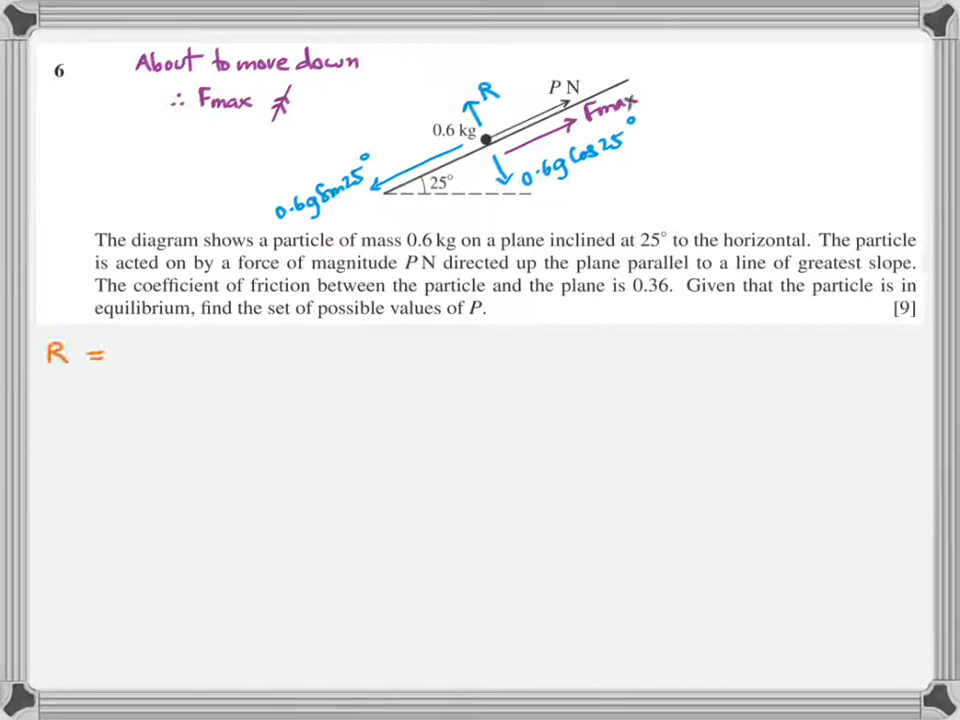 6
About to move down
∴ Fmax
R
P N
Fmax
0.6 kg
0.6g Cos 25°
0.6g Sin 25°
25°
The diagram shows a particle of mass 0.6 kg on a plane inclined at 25° to the horizontal. The particle
is acted on by a force of magnitude P N directed up the plane parallel to a line of greatest slope.
The coefficient of friction between the particle and the plane is 0.36. Given that the particle is in
equilibrium, find the set of possible values of P. [9]
R =